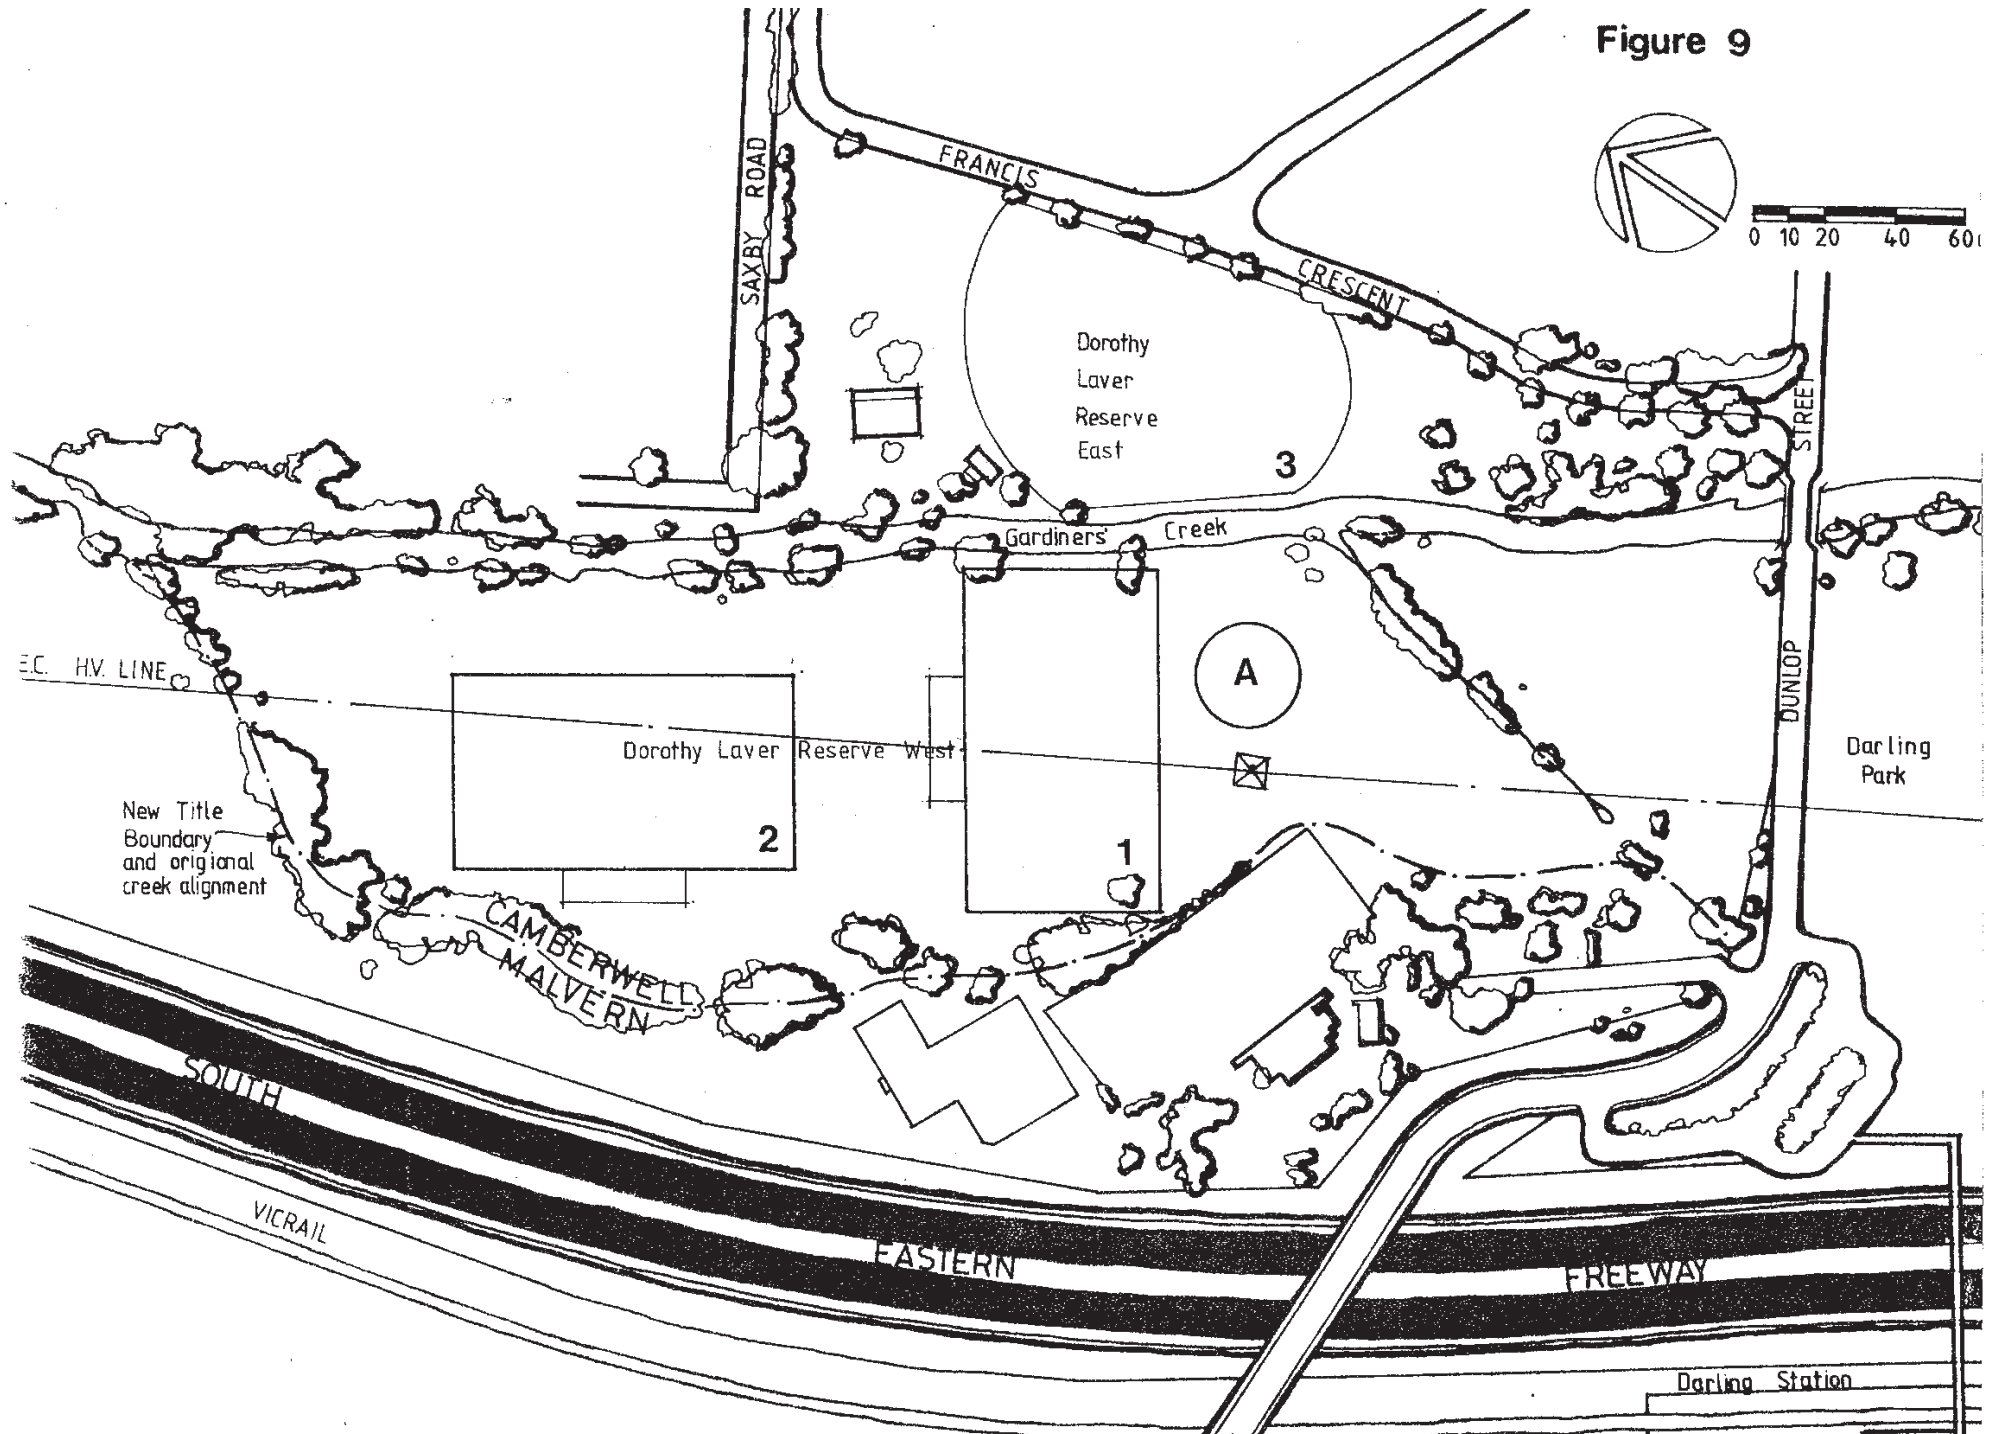 Figure 9
0 10 20 40 60
SAXBY ROAD
FRANCIS
CRESCENT
Dorothy
Laver
Reserve
East
3
STREET
Gardiners' Creek
E.C. H.V. LINE
A
DUNLOP
Dorothy Laver Reserve West
Darling
Park
New Title
Boundary
and origional
creek alignment
2
1
CAMBERWELL
MALVERN
SOUTH
EASTERN
FREEWAY
VICRAIL
Darling Station